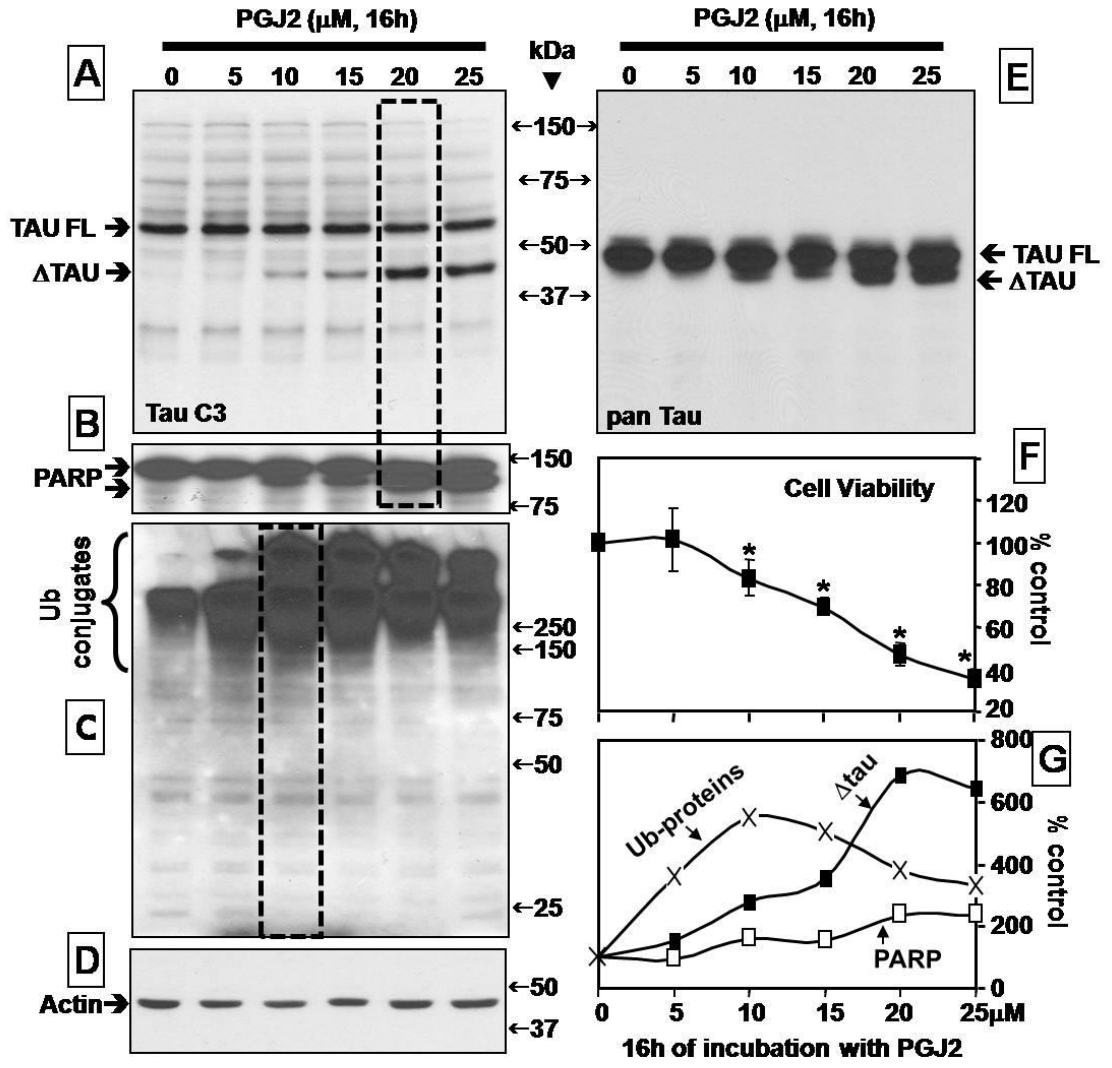 PGJ2 (µM, 16h)
A
0 5 10 15 20 25
kDa
▼
←150→
←75→
←50→
←37→
TAU FL
ΔTAU
Tau C3
PGJ2 (µM, 16h)
0 5 10 15 20 25
E
TAU FL
ΔTAU
pan Tau
B
PARP
←150
←75
Ub
conjugates
C
←250
←150
←75
←50
←25
D
Actin
←50
←37
F
Cell Viability
120
100
80
60
40
20
% control
*
*
*
*
G
800
600
400
200
0
% control
Ub-proteins
Δtau
PARP
0 5 10 15 20 25µM
16h of incubation with PGJ2